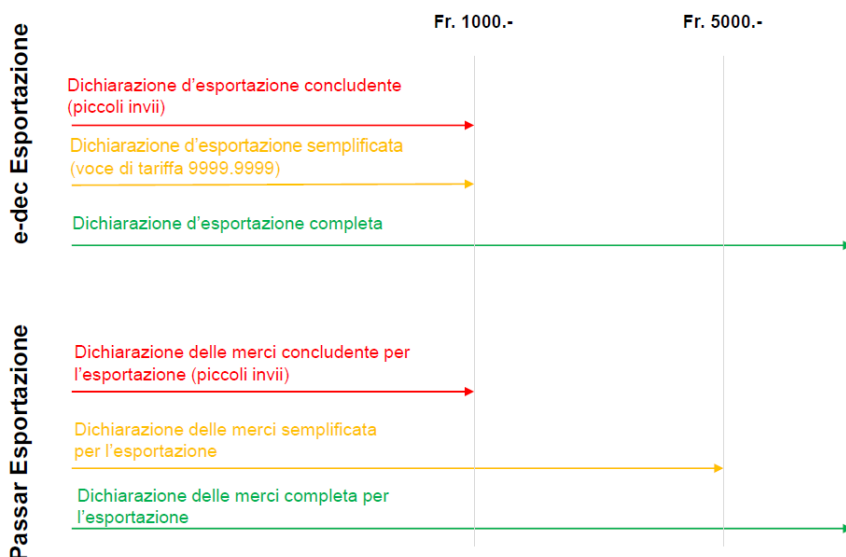 Fr. 1000.-
Fr. 5000.-
e-dec Esportazione
Dichiarazione d'esportazione concludente
(piccoli invii)
Dichiarazione d'esportazione semplificata
(voce di tariffa 9999.9999)
Dichiarazione d'esportazione completa
Passar Esportazione
Dichiarazione delle merci concludente per
l'esportazione (piccoli invii)
Dichiarazione delle merci semplificata
per l'esportazione
Dichiarazione delle merci completa per
l'esportazione